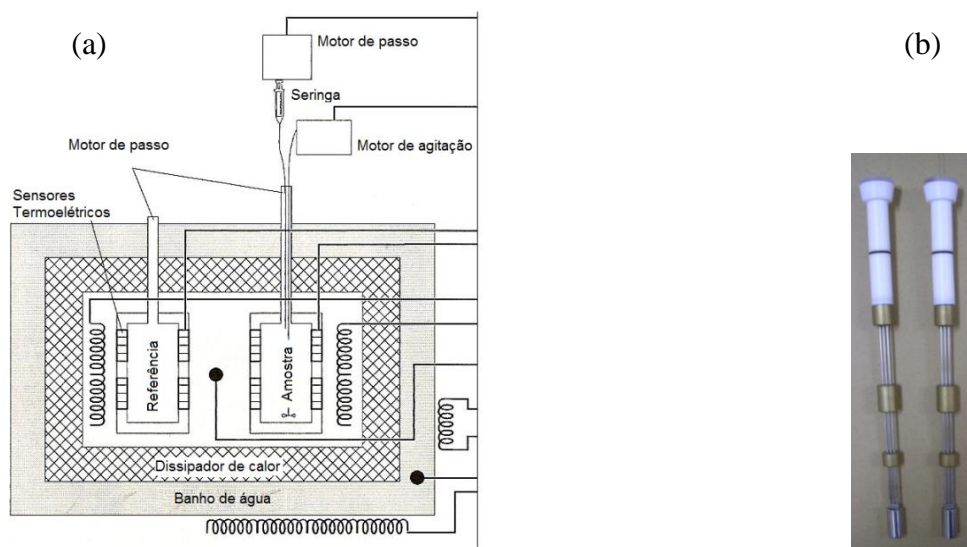 (a)
(b)
Motor de passo
Seringa
Motor de agitação
Motor de passo
Sensores
Termoelétricos
Referência
Amostra
Dissipador de calor
Banho de água